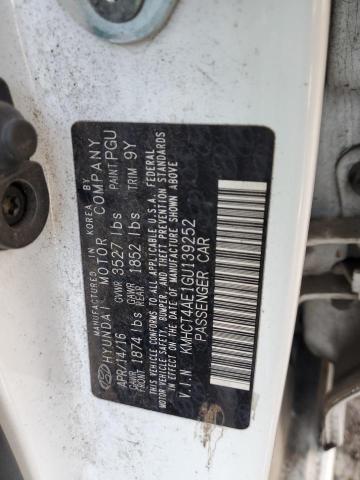 MANUFACTURED IN KOREA BY
HYUNDAI MOTOR COMPANY
APR/14/16 GVWR 3527 lbs PAINT PGU
GAWR FRONT 1874 lbs GAWR REAR 1852 lbs TRIM 9Y
THIS VEHICLE CONFORMS TO ALL APPLICABLE U.S.A. FEDERAL
MOTOR VEHICLE SAFETY, BUMPER, AND THEFT PREVENTION
STANDARDS IN EFFECT ON THE DATE OF MANUFACTURE SHOWN ABOVE.
V.I.N KMHCT4AE1GU139252
PASSENGER CAR